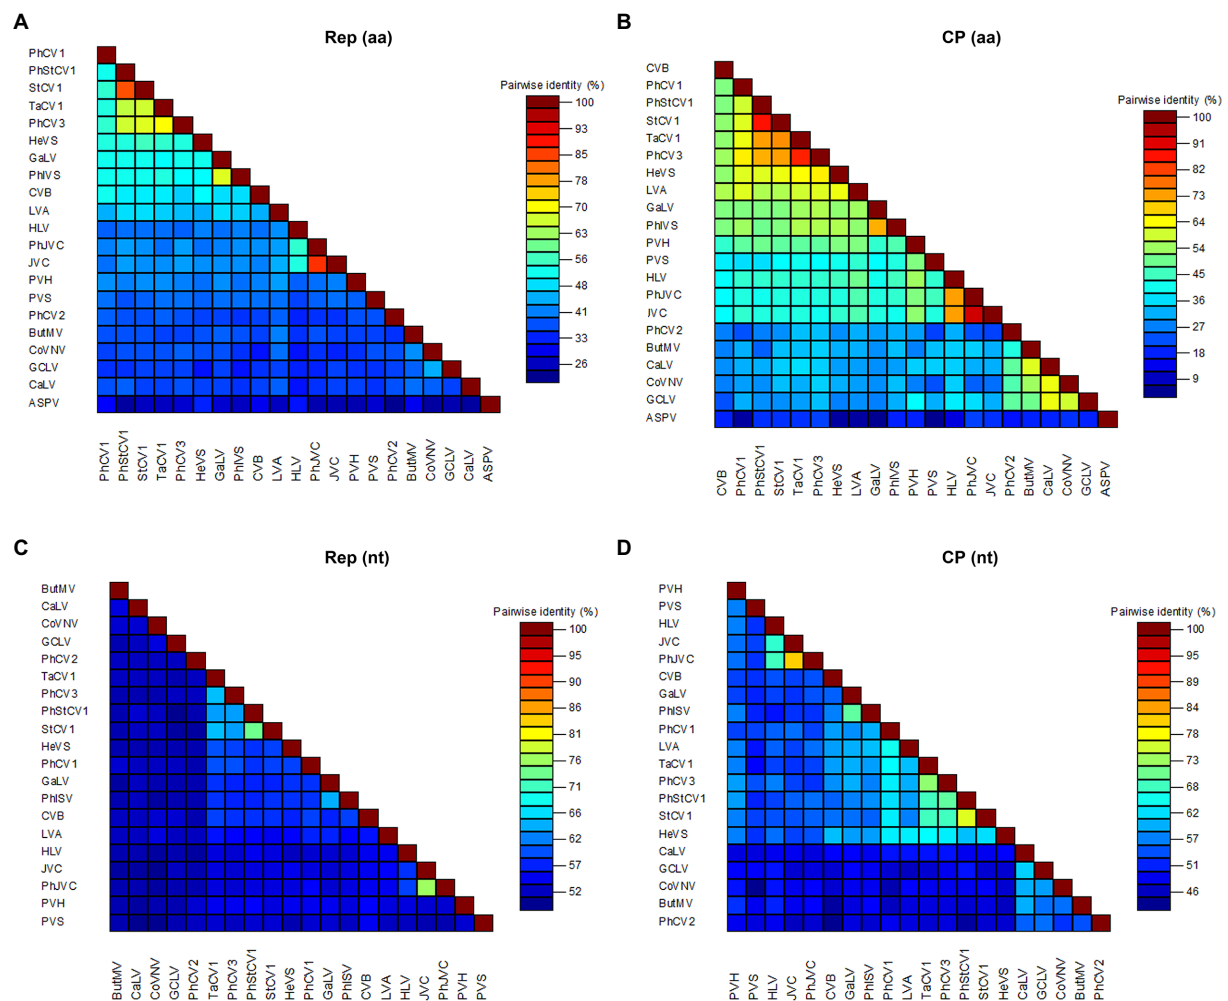 A
Rep (aa)
PhCV1
PhStCV1
StCV1
TaCV1
PhCV3
HeVS
GaLV
PhlVS
CVB
LVA
HLV
PhJVC
JVC
PVH
PVS
PhCV2
ButMV
CoVNV
GCLV
CaLV
ASPV
Pairwise identity (%)
100
93
85
78
70
63
56
48
41
33
26
PhCV1
PhStCV1
StCV1
TaCV1
PhCV3
HeVS
GaLV
PhlVS
CVB
LVA
HLV
PhJVC
JVC
PVH
PVS
PhCV2
ButMV
CoVNV
GCLV
CaLV
ASPV
B
CP (aa)
CVB
PhCV1
PhStCV1
StCV1
TaCV1
PhCV3
HeVS
LVA
GaLV
PhlVS
PVH
PVS
HLV
PhJVC
JVC
PhCV2
ButMV
CaLV
CoVNV
GCLV
ASPV
Pairwise identity (%)
100
91
82
73
64
54
45
36
27
18
9
CVB
PhCV1
PhStCV1
StCV1
TaCV1
PhCV3
HeVS
LVA
GaLV
PhlVS
PVH
PVS
HLV
PhJVC
JVC
PhCV2
ButMV
CaLV
CoVNV
GCLV
ASPV
C
Rep (nt)
ButMV
CaLV
CoVNV
GCLV
PhCV2
TaCV1
PhCV3
PhStCV1
StCV1
HeVS
PhCV1
GaLV
PhlSV
CVB
LVA
HLV
JVC
PhJVC
PVH
PVS
Pairwise identity (%)
100
95
90
86
81
76
71
66
62
57
52
ButMV
CaLV
CoVNV
GCLV
PhCV2
TaCV1
PhCV3
PhStCV1
StCV1
HeVS
PhCV1
GaLV
PhlSV
CVB
LVA
HLV
JVC
PhJVC
PVH
PVS
D
CP (nt)
PVH
PVS
HLV
JVC
PhJVC
CVB
GaLV
PhlSV
PhCV1
LVA
TaCV1
PhCV3
PhStCV1
StCV1
HeVS
CaLV
GCLV
CoVNV
ButMV
PhCV2
Pairwise identity (%)
100
95
89
84
78
73
68
62
57
51
46
PVH
PVS
HLV
JVC
PhJVC
CVB
GaLV
PhlSV
PhCV1
LVA
TaCV1
PhCV3
PhStCV1
StCV1
HeVS
CaLV
GCLV
CoVNV
ButMV
PhCV2